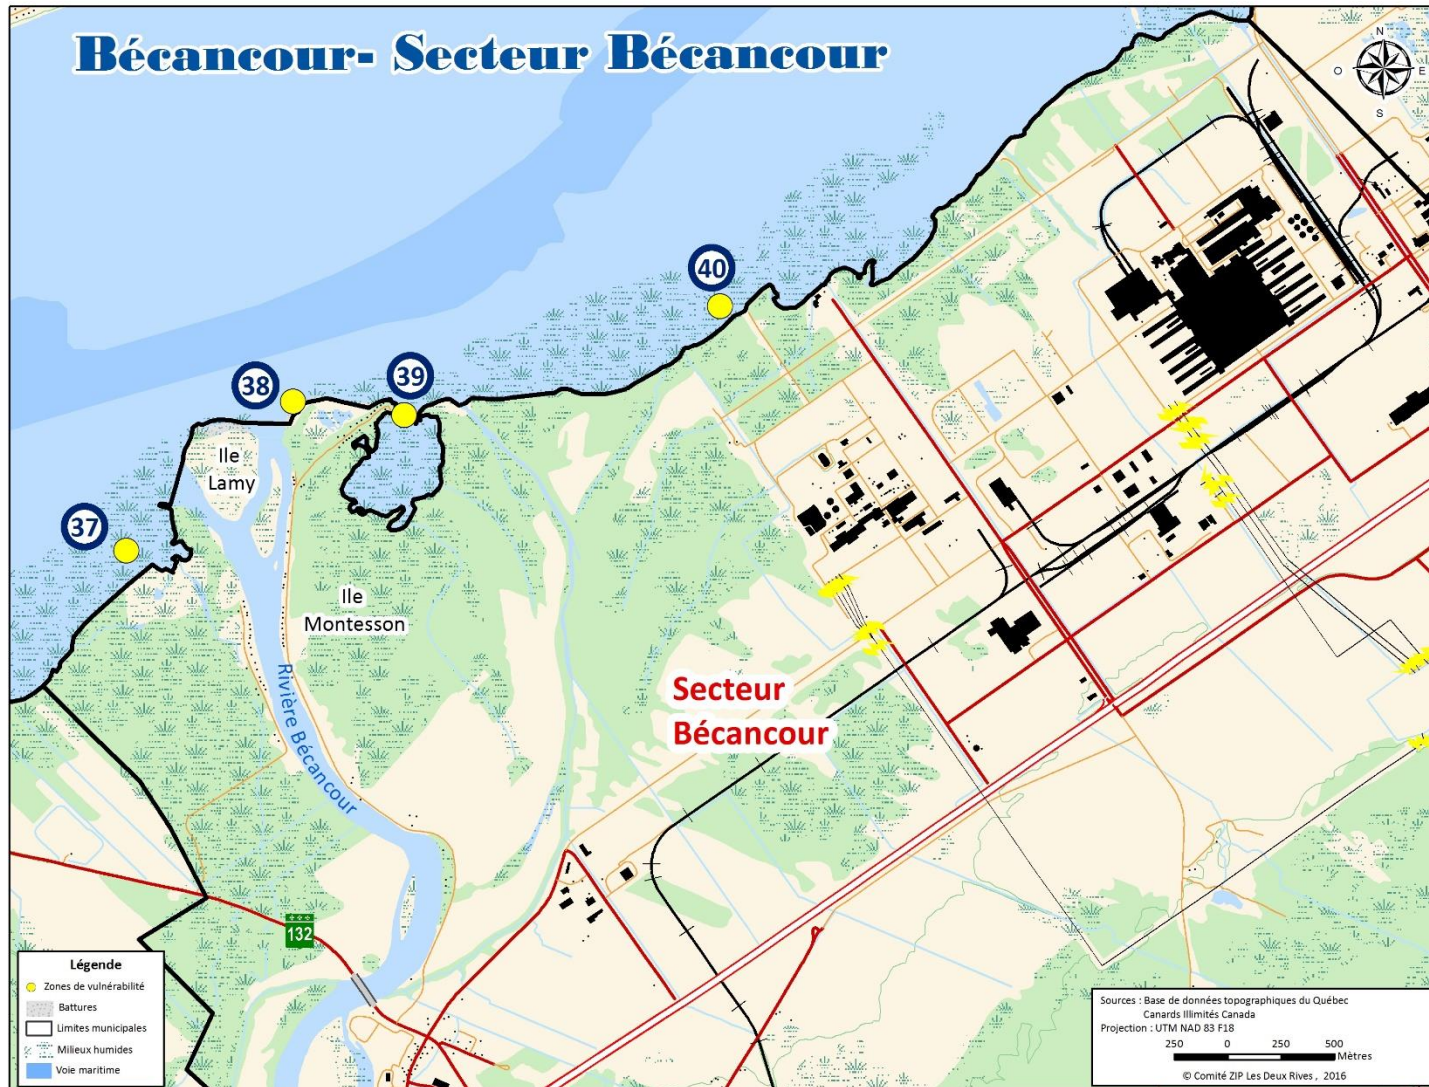 Bécancour- Secteur Bécancour
N
O
E
S
40
39
38
Ile
Lamy
37
Ile
Montesson
Rivière Bécancour
Secteur
Bécancour
132
Légende
Zones de vulnérabilité
Battures
Limites municipales
Milieux humides
Voie maritime
Sources : Base de données topographiques du Québec
Canards Illimités Canada
Projection : UTM NAD 83 F18
250 0 250 500
Mètres
© Comité ZIP Les Deux Rives , 2016